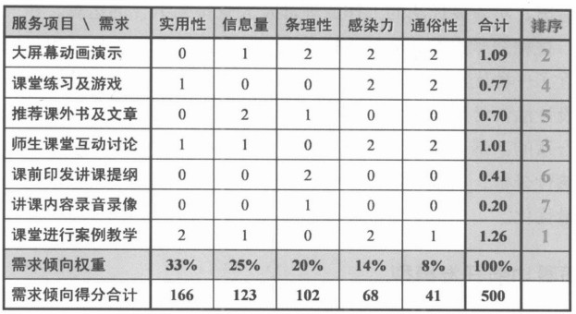 服务项目 \ 需求 实用性 信息量 条理性 感染力 通俗性 合计 排序
大屏幕动画演示 0 1 2 2 2 1.09 2
课堂练习及游戏 1 0 0 2 2 0.77 4
推荐课外书及文章 0 2 1 0 0 0.70 5
师生课堂互动讨论 1 1 0 2 2 1.01 3
课前印发讲课提纲 0 0 2 0 0 0.41 6
讲课内容录音录像 0 0 1 0 0 0.20 7
课堂进行案例教学 2 1 0 2 1 1.26 1
需求倾向权重 33% 25% 20% 14% 8% 100%
需求倾向得分合计 166 123 102 68 41 500